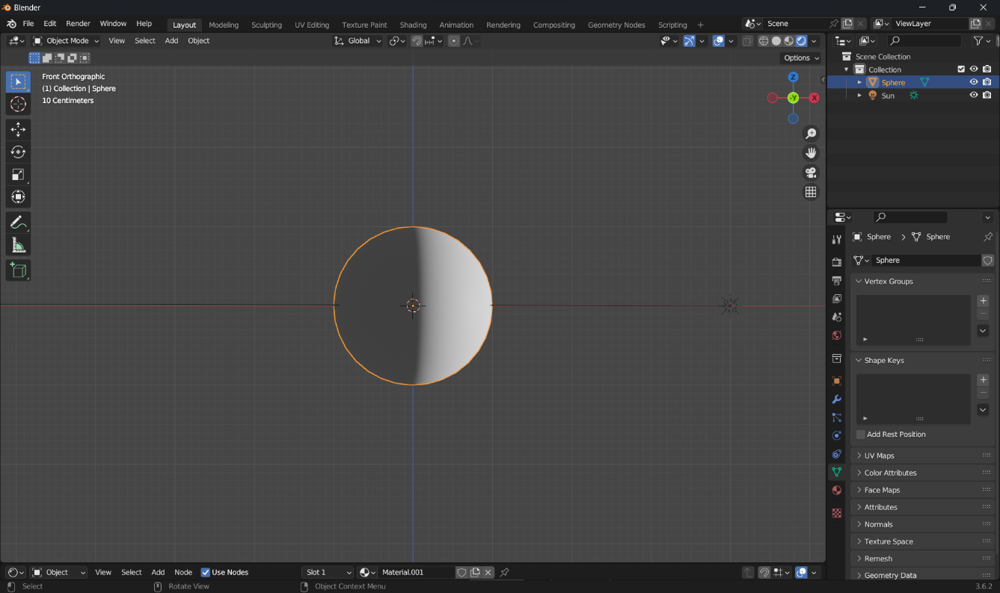 Blender
File Edit Render Window Help Layout Modeling Sculpting UV Editing Texture Paint Shading Animation Rendering Compositing Geometry Nodes Scripting + Scene ViewLayer
Object Mode View Select Add Object Global
Options
Front Orthographic
(1) Collection | Sphere
10 Centimeters
Z
-Y
X
Scene Collection
Collection
Sphere
Sun
Sphere > Sphere
Sphere
Vertex Groups
Shape Keys
Add Rest Position
UV Maps
Color Attributes
Face Maps
Attributes
Normals
Texture Space
Remesh
Geometry Data
Object View Select Add Node Use Nodes Slot 1 Material.001
Select Rotate View Object Context Menu 3.6.2